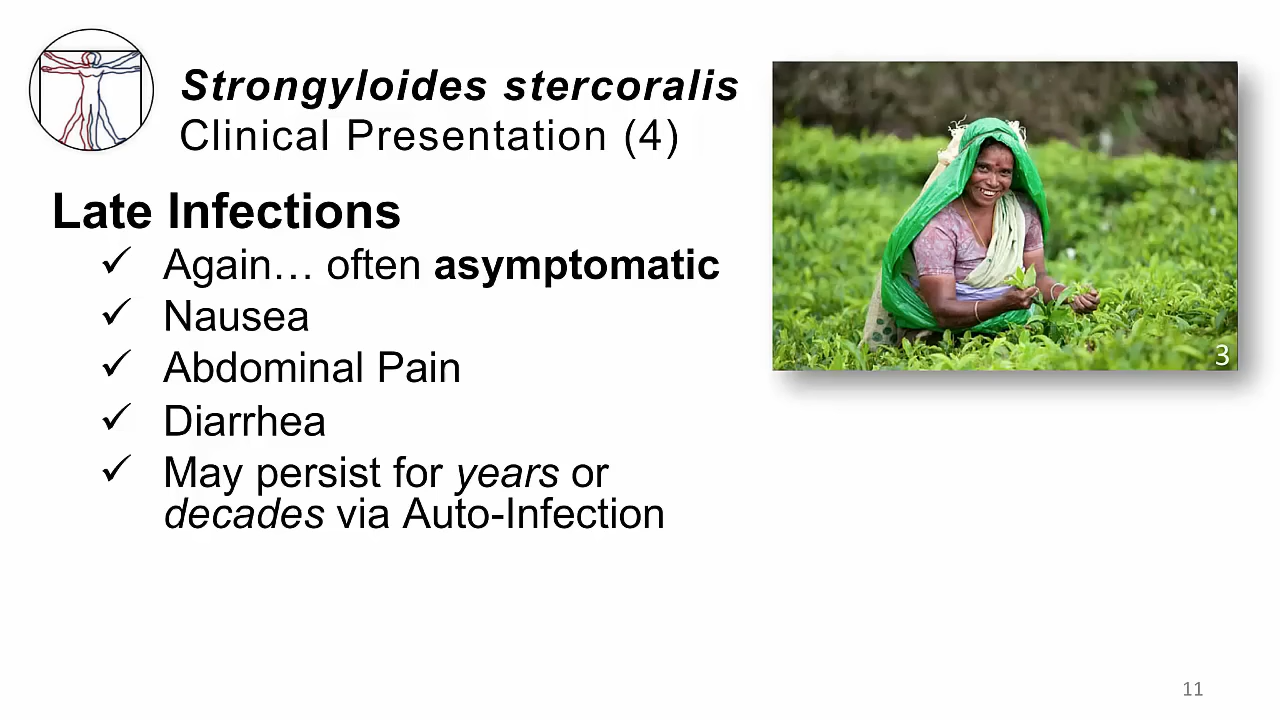 Strongyloides stercoralis
Clinical Presentation (4)
Late Infections
✓ Again… often asymptomatic
✓ Nausea
✓ Abdominal Pain
✓ Diarrhea
✓ May persist for years or
decades via Auto-Infection
3
11